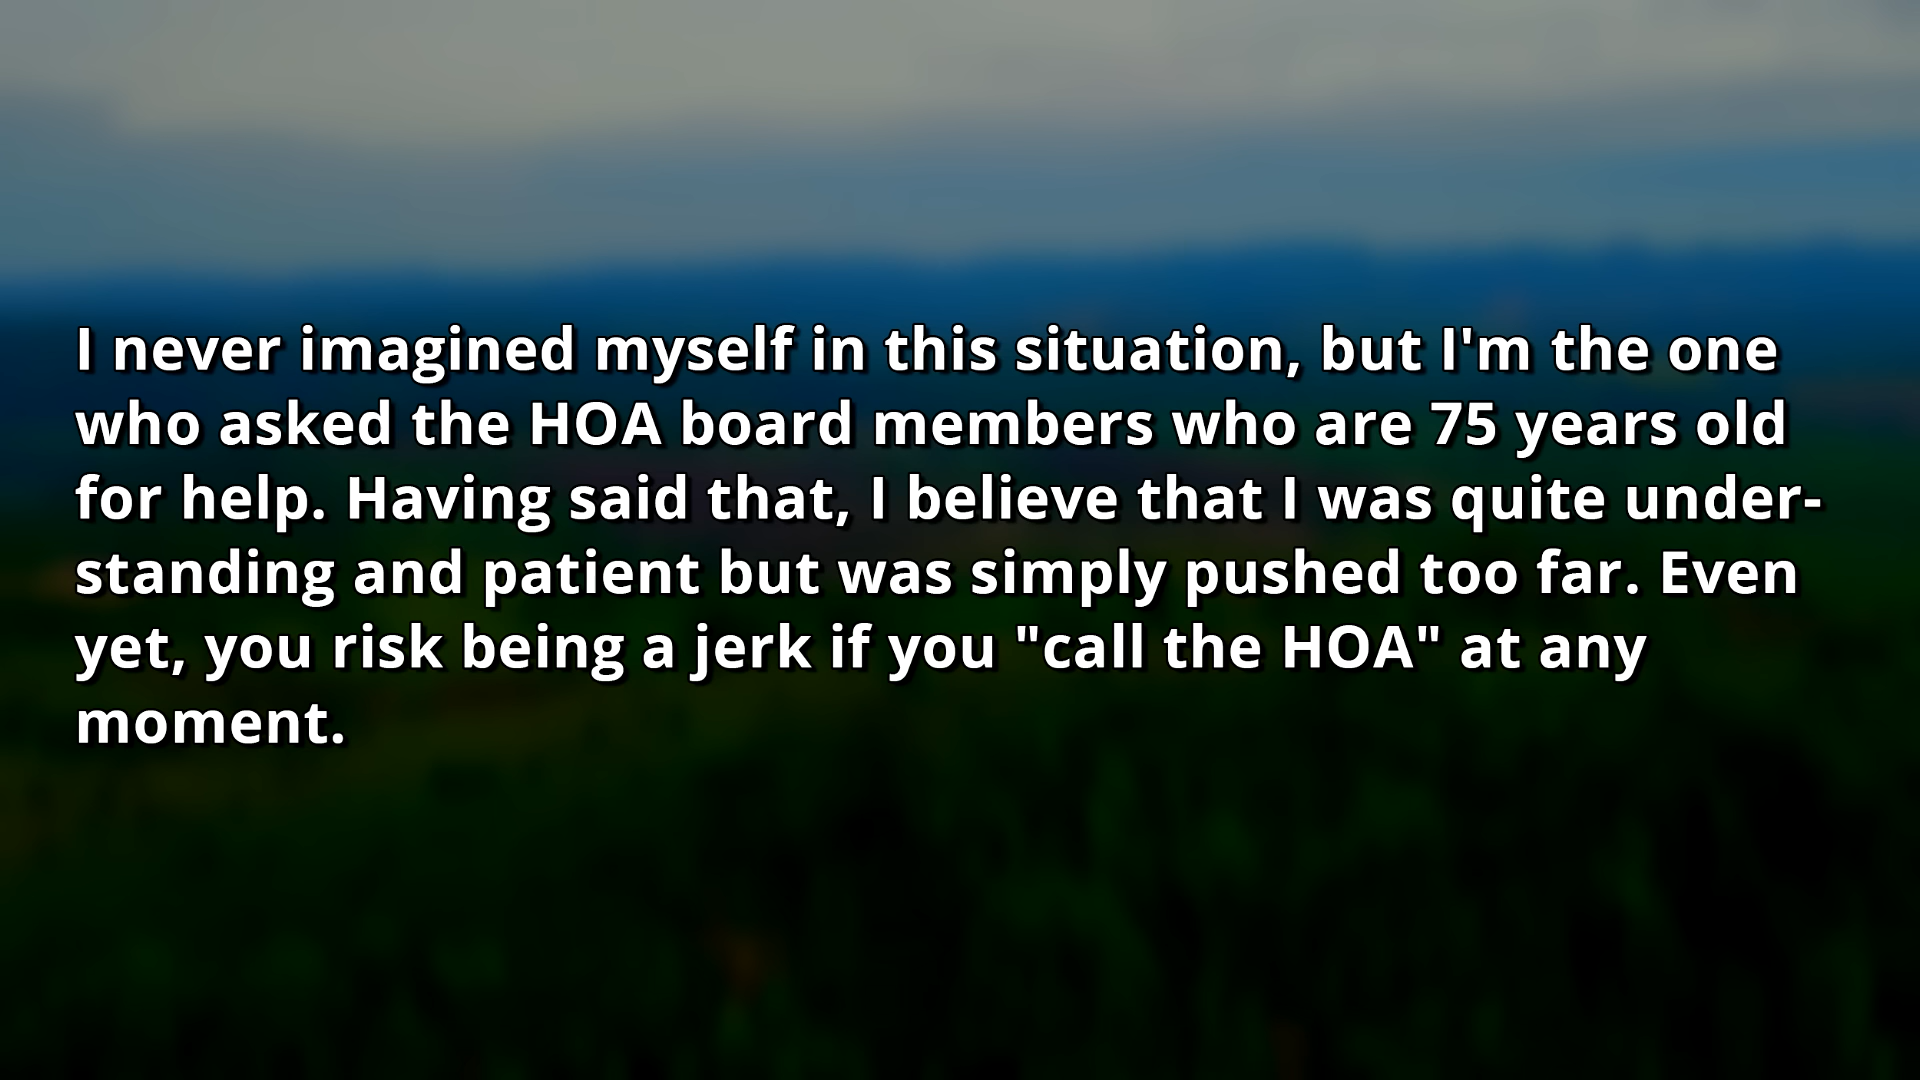 I never imagined myself in this situation, but I'm the one
who asked the HOA board members who are 75 years old
for help. Having said that, I believe that I was quite under-
standing and patient but was simply pushed too far. Even
yet, you risk being a jerk if you "call the HOA" at any
moment.